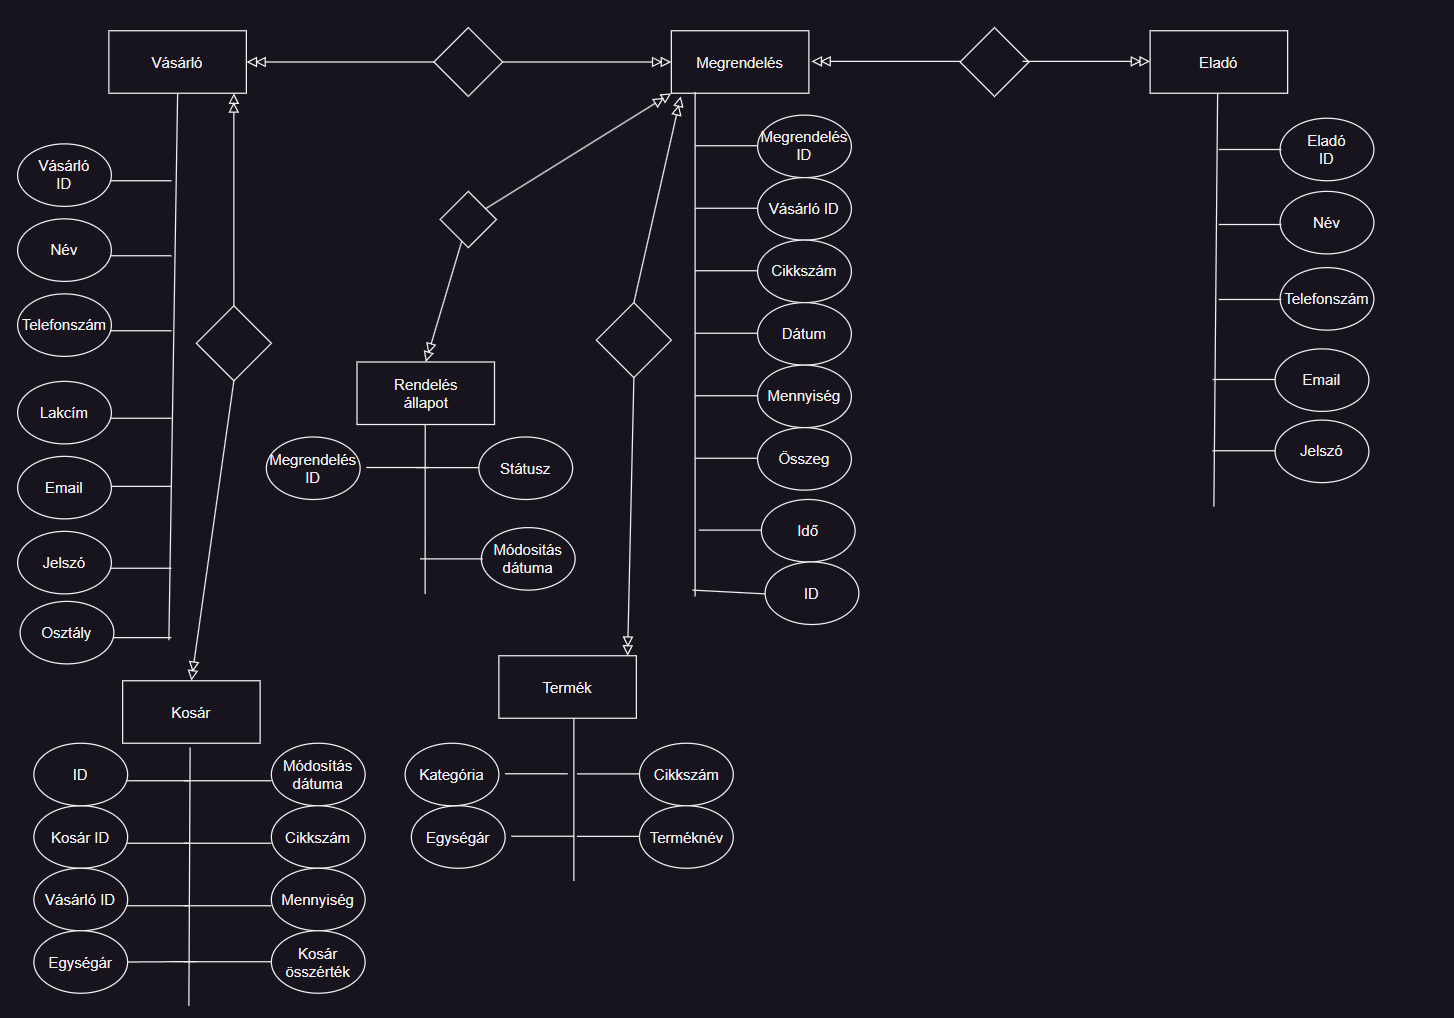 Vásárló
Megrendelés
Eladó
Vásárló
ID
Név
Telefonszám
Lakcím
Email
Jelszó
Osztály
Megrendelés
ID
Vásárló ID
Cikkszám
Dátum
Mennyiség
Összeg
Idő
ID
Eladó
ID
Név
Telefonszám
Email
Jelszó
Rendelés
állapot
Megrendelés
ID
Státusz
Módositás
dátuma
Kosár
ID
Módosítás
dátuma
Kosár ID
Cikkszám
Vásárló ID
Mennyiség
Egységár
Kosár
összérték
Termék
Kategória
Cikkszám
Egységár
Terméknév